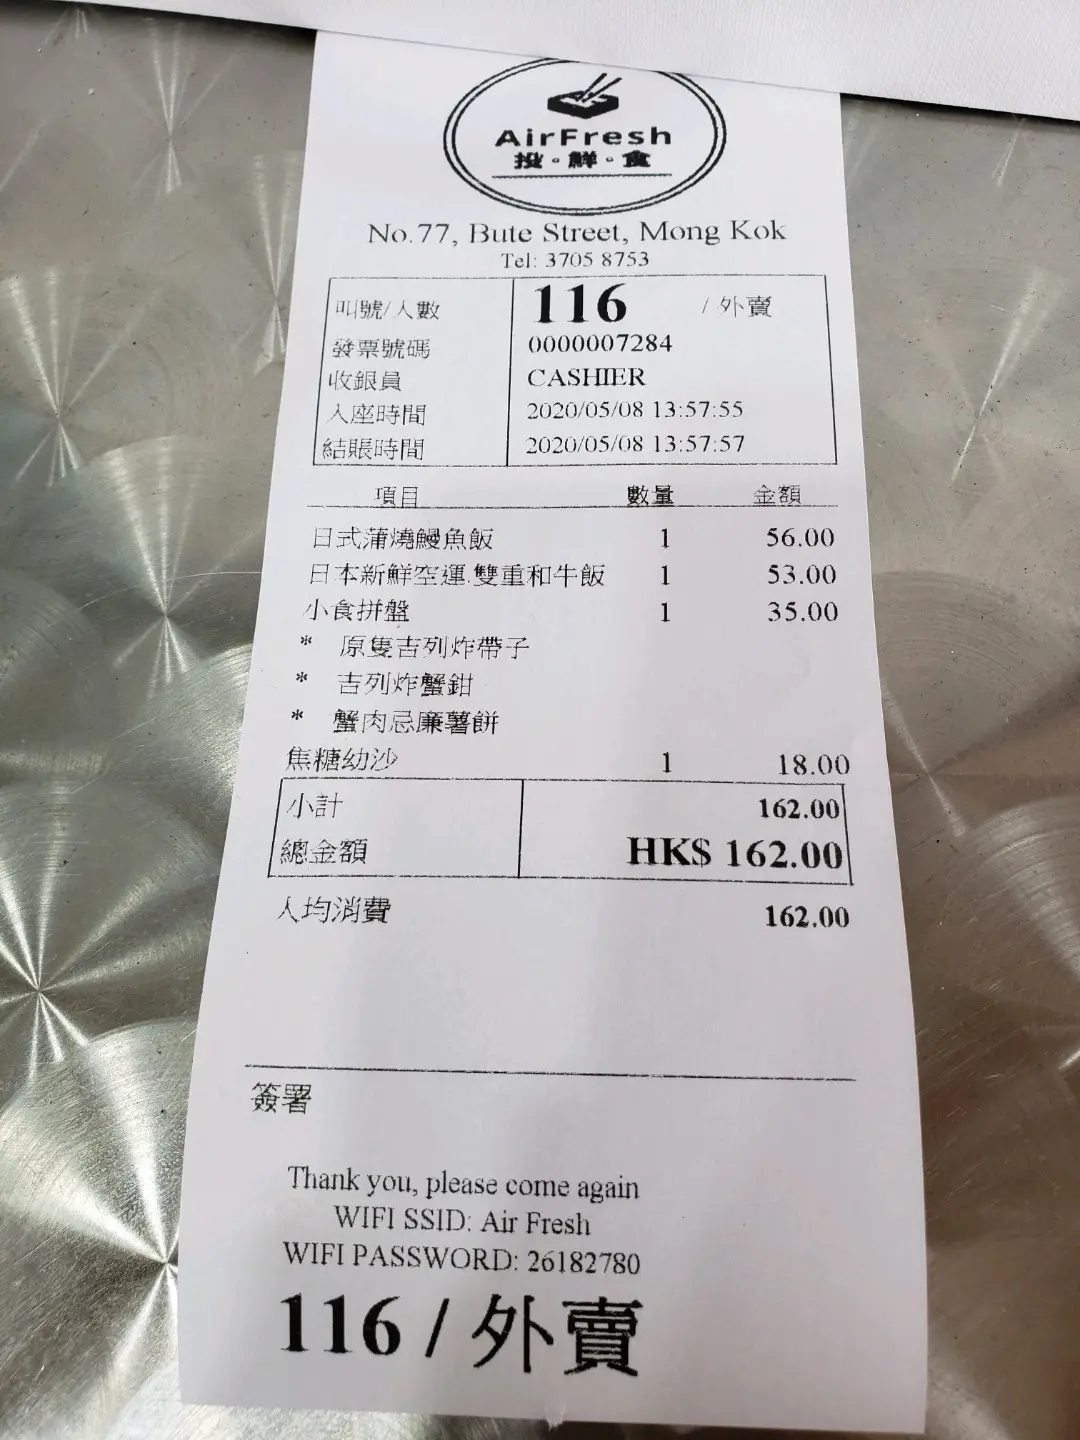 AirFresh
投。鮮。食
No.77, Bute Street, Mong Kok
Tel: 3705 8753
叫號/人數 116 / 外賣
發票號碼 0000007284
收銀員 CASHIER
入座時間 2020/05/08 13:57:55
結賬時間 2020/05/08 13:57:57
項目 數量 金額
日式蒲燒鰻魚飯 1 56.00
日本新鮮空運.雙重和牛飯 1 53.00
小食拼盤 1 35.00
* 原隻吉列炸帶子
* 吉列炸蟹鉗
* 蟹肉忌廉薯餅
焦糖幼沙 1 18.00
小計 162.00
總金額 HK$ 162.00
人均消費 162.00
簽署
Thank you, please come again
WIFI SSID: Air Fresh
WIFI PASSWORD: 26182780
116 / 外賣